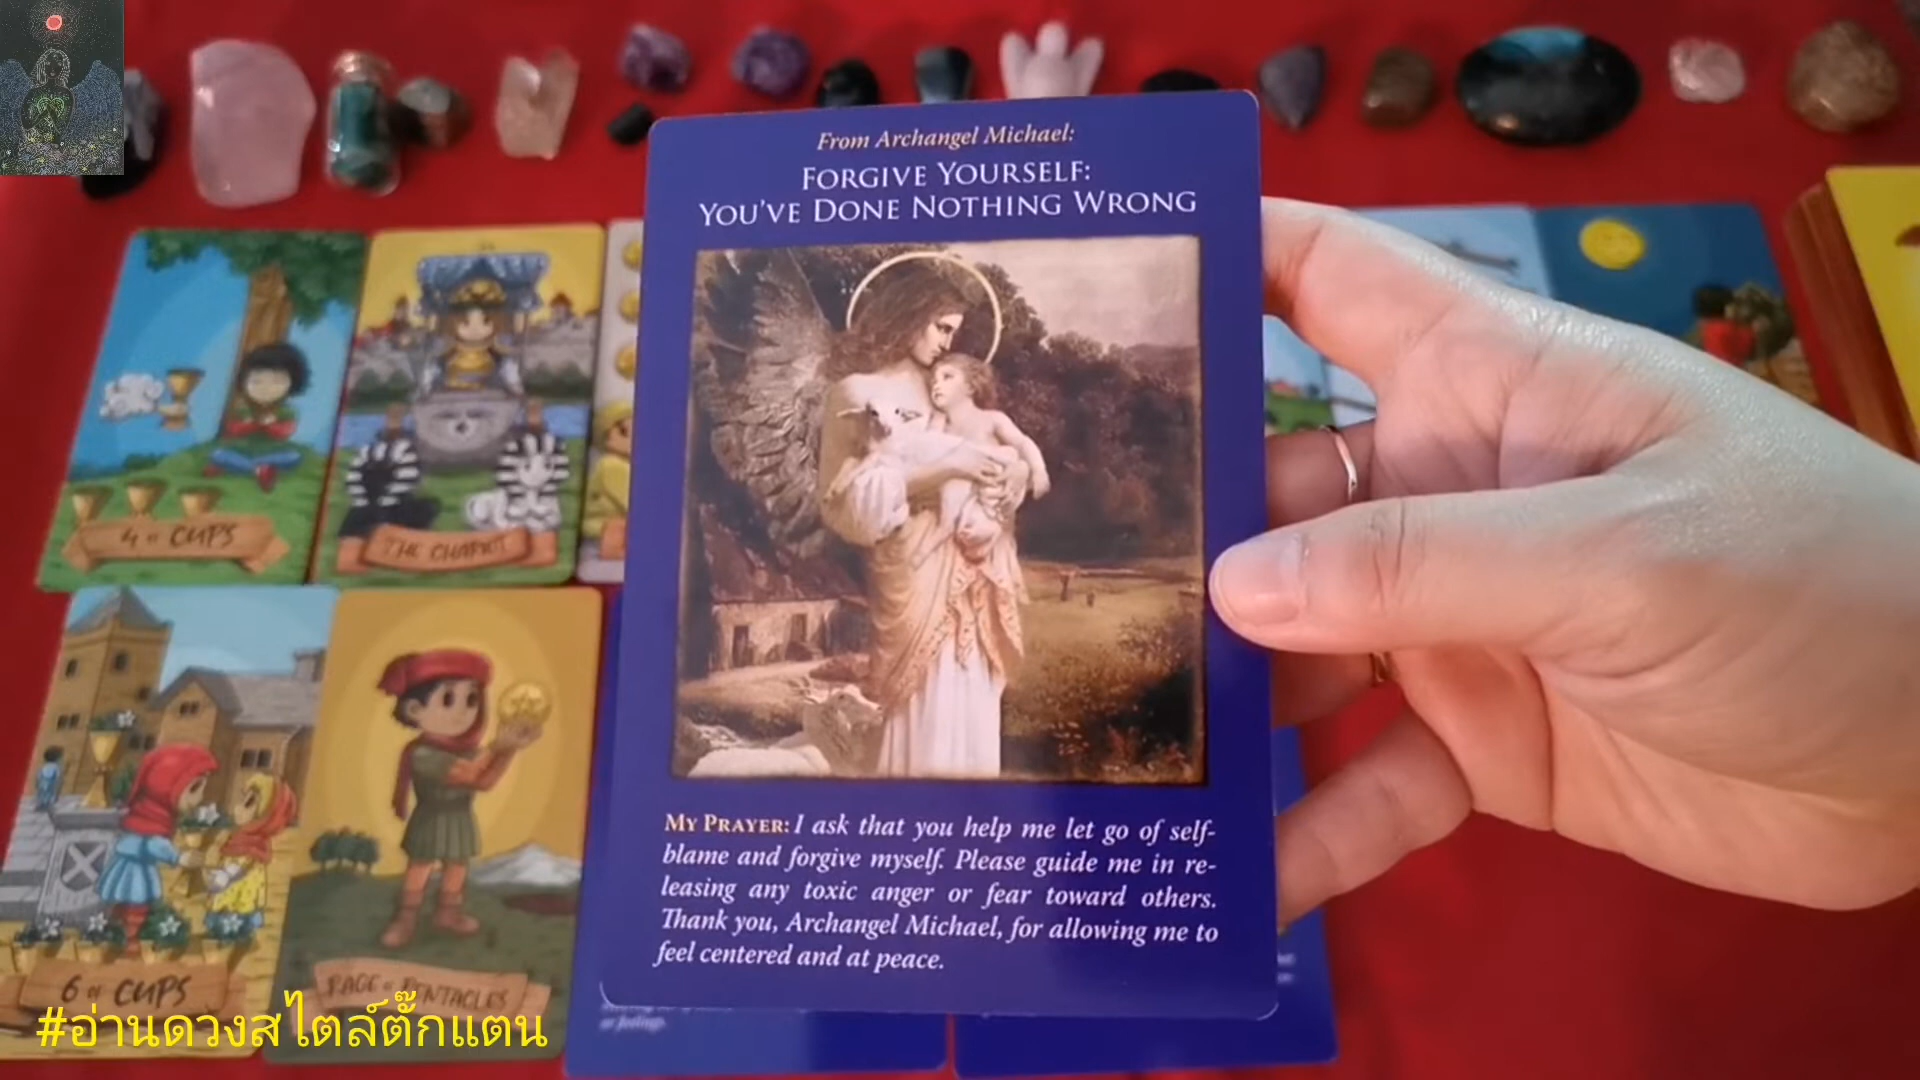 From Archangel Michael:
FORGIVE YOURSELF:
YOU'VE DONE NOTHING WRONG
4 OF CUPS
THE CHARIOT
MY PRAYER: I ask that you help me let go of self-
blame and forgive myself. Please guide me in re-
leasing any toxic anger or fear toward others.
Thank you, Archangel Michael, for allowing me to
feel centered and at peace.
6 OF CUPS
PAGE OF PENTACLES
or feelings.
#อ่านดวงสไตล์ตั๊กแตน